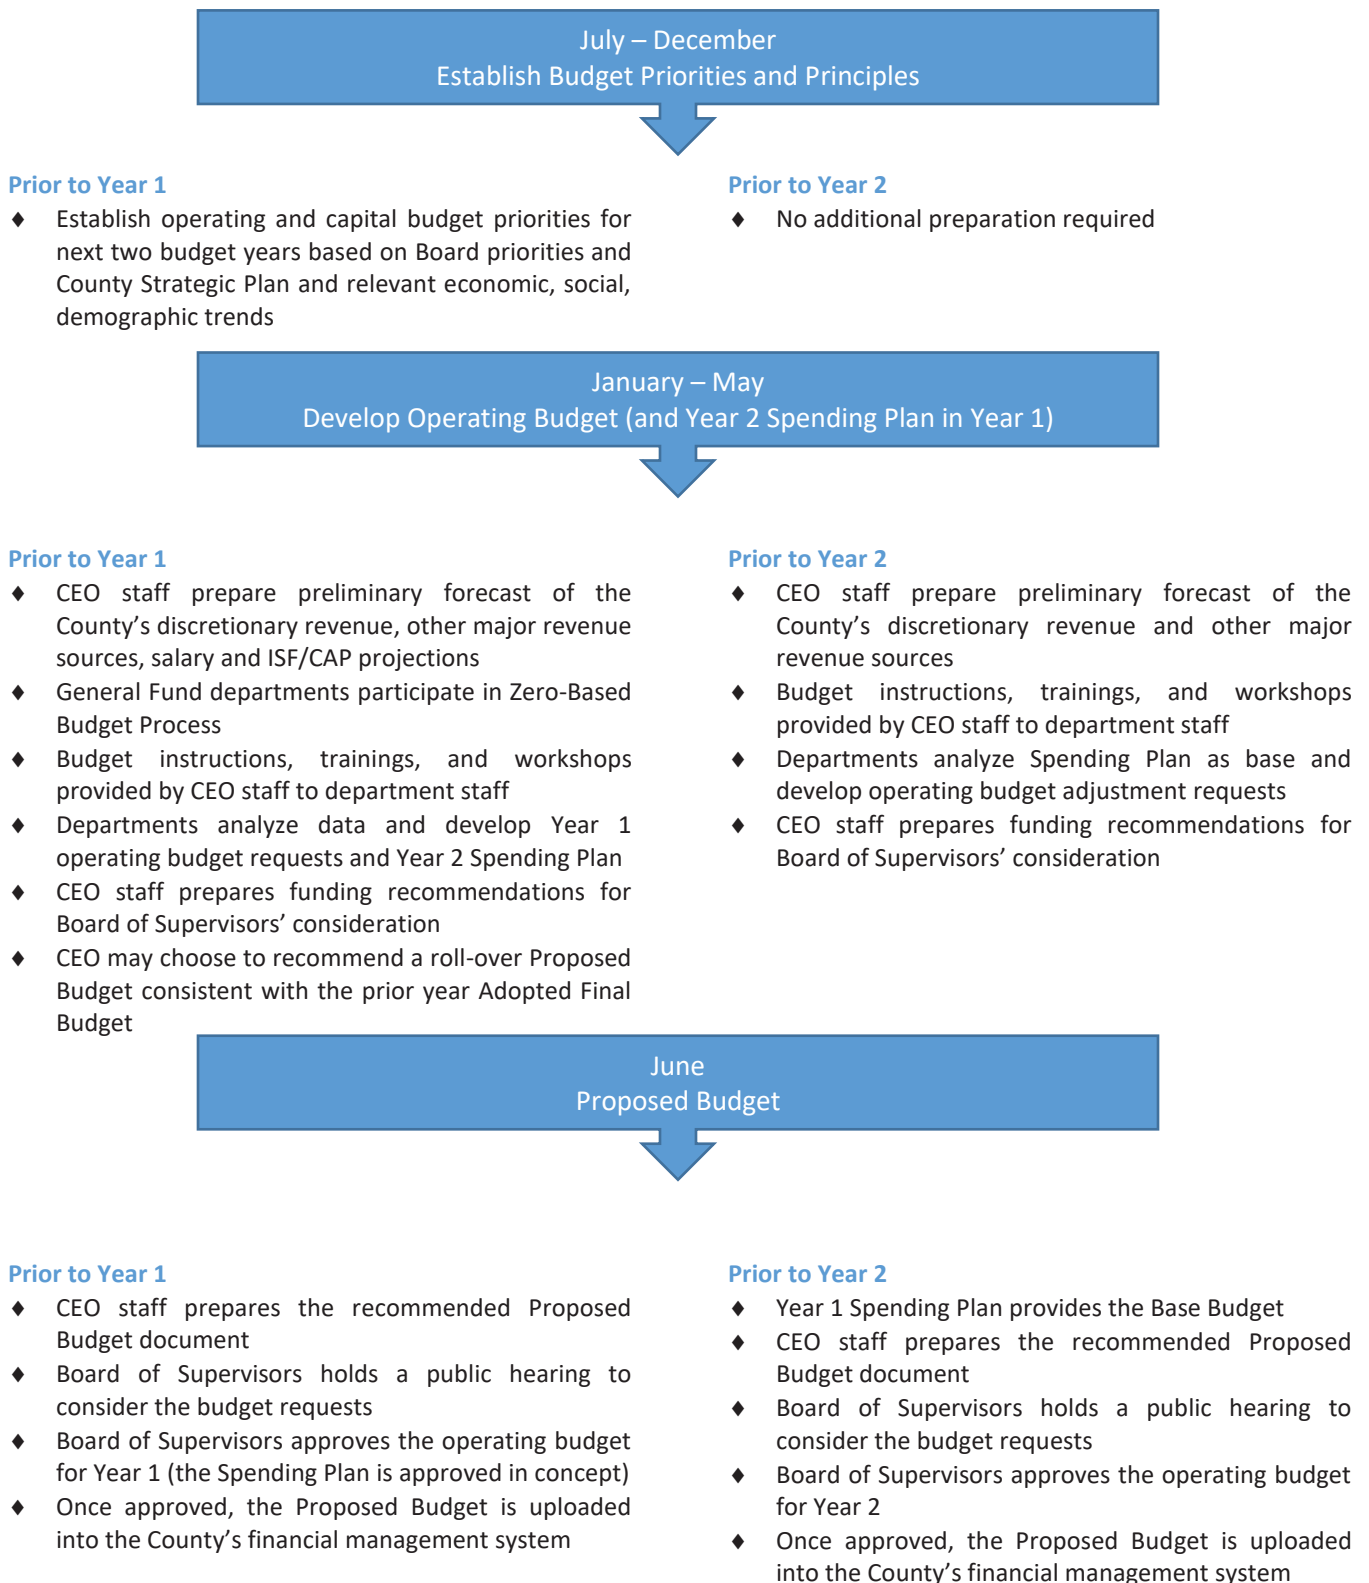 July – December
Establish Budget Priorities and Principles
Prior to Year 1
♦ Establish operating and capital budget priorities for
next two budget years based on Board priorities and
County Strategic Plan and relevant economic, social,
demographic trends
Prior to Year 2
♦ No additional preparation required
January – May
Develop Operating Budget (and Year 2 Spending Plan in Year 1)
Prior to Year 1
♦ CEO staff prepare preliminary forecast of the
County’s discretionary revenue, other major revenue
sources, salary and ISF/CAP projections
♦ General Fund departments participate in Zero-Based
Budget Process
♦ Budget instructions, trainings, and workshops
provided by CEO staff to department staff
♦ Departments analyze data and develop Year 1
operating budget requests and Year 2 Spending Plan
♦ CEO staff prepares funding recommendations for
Board of Supervisors’ consideration
♦ CEO may choose to recommend a roll-over Proposed
Budget consistent with the prior year Adopted Final
Budget
Prior to Year 2
♦ CEO staff prepare preliminary forecast of the
County’s discretionary revenue and other major
revenue sources
♦ Budget instructions, trainings, and workshops
provided by CEO staff to department staff
♦ Departments analyze Spending Plan as base and
develop operating budget adjustment requests
♦ CEO staff prepares funding recommendations for
Board of Supervisors’ consideration
June
Proposed Budget
Prior to Year 1
♦ CEO staff prepares the recommended Proposed
Budget document
♦ Board of Supervisors holds a public hearing to
consider the budget requests
♦ Board of Supervisors approves the operating budget
for Year 1 (the Spending Plan is approved in concept)
♦ Once approved, the Proposed Budget is uploaded
into the County’s financial management system
Prior to Year 2
♦ Year 1 Spending Plan provides the Base Budget
♦ CEO staff prepares the recommended Proposed
Budget document
♦ Board of Supervisors holds a public hearing to
consider the budget requests
♦ Board of Supervisors approves the operating budget
for Year 2
♦ Once approved, the Proposed Budget is uploaded
into the County’s financial management system